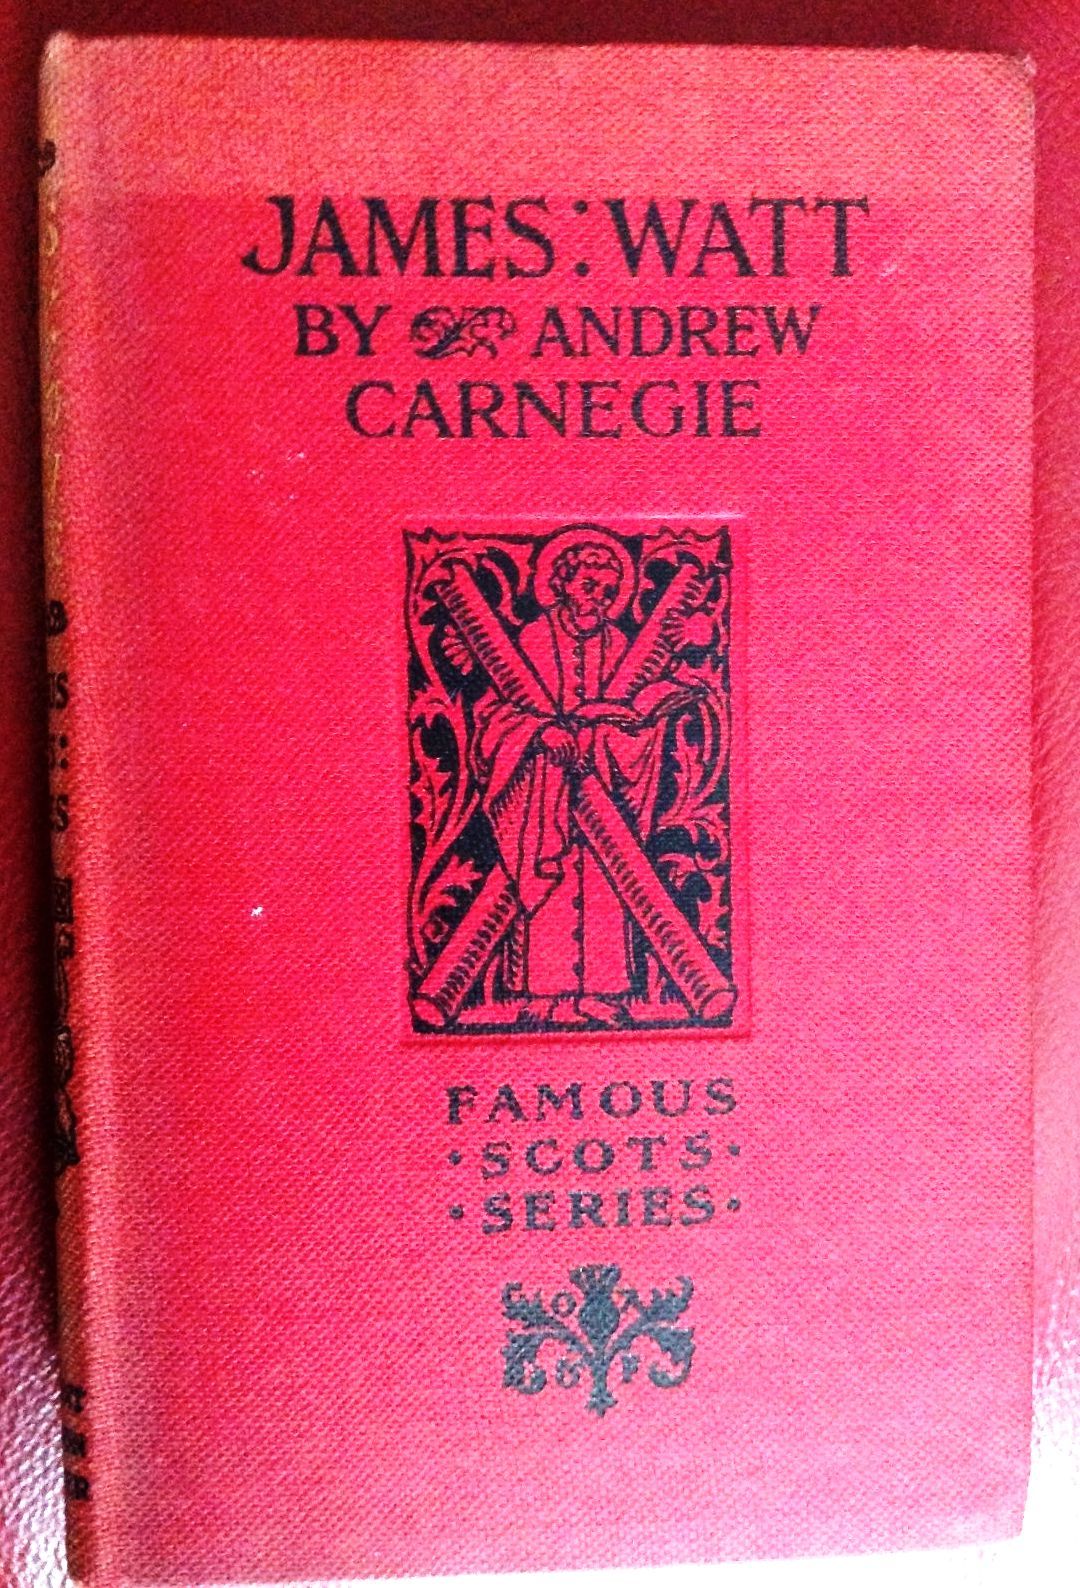 JAMES: WATT
BY ANDREW
CARNEGIE
FAMOUS
·SCOTS·
·SERIES·
O A
& F